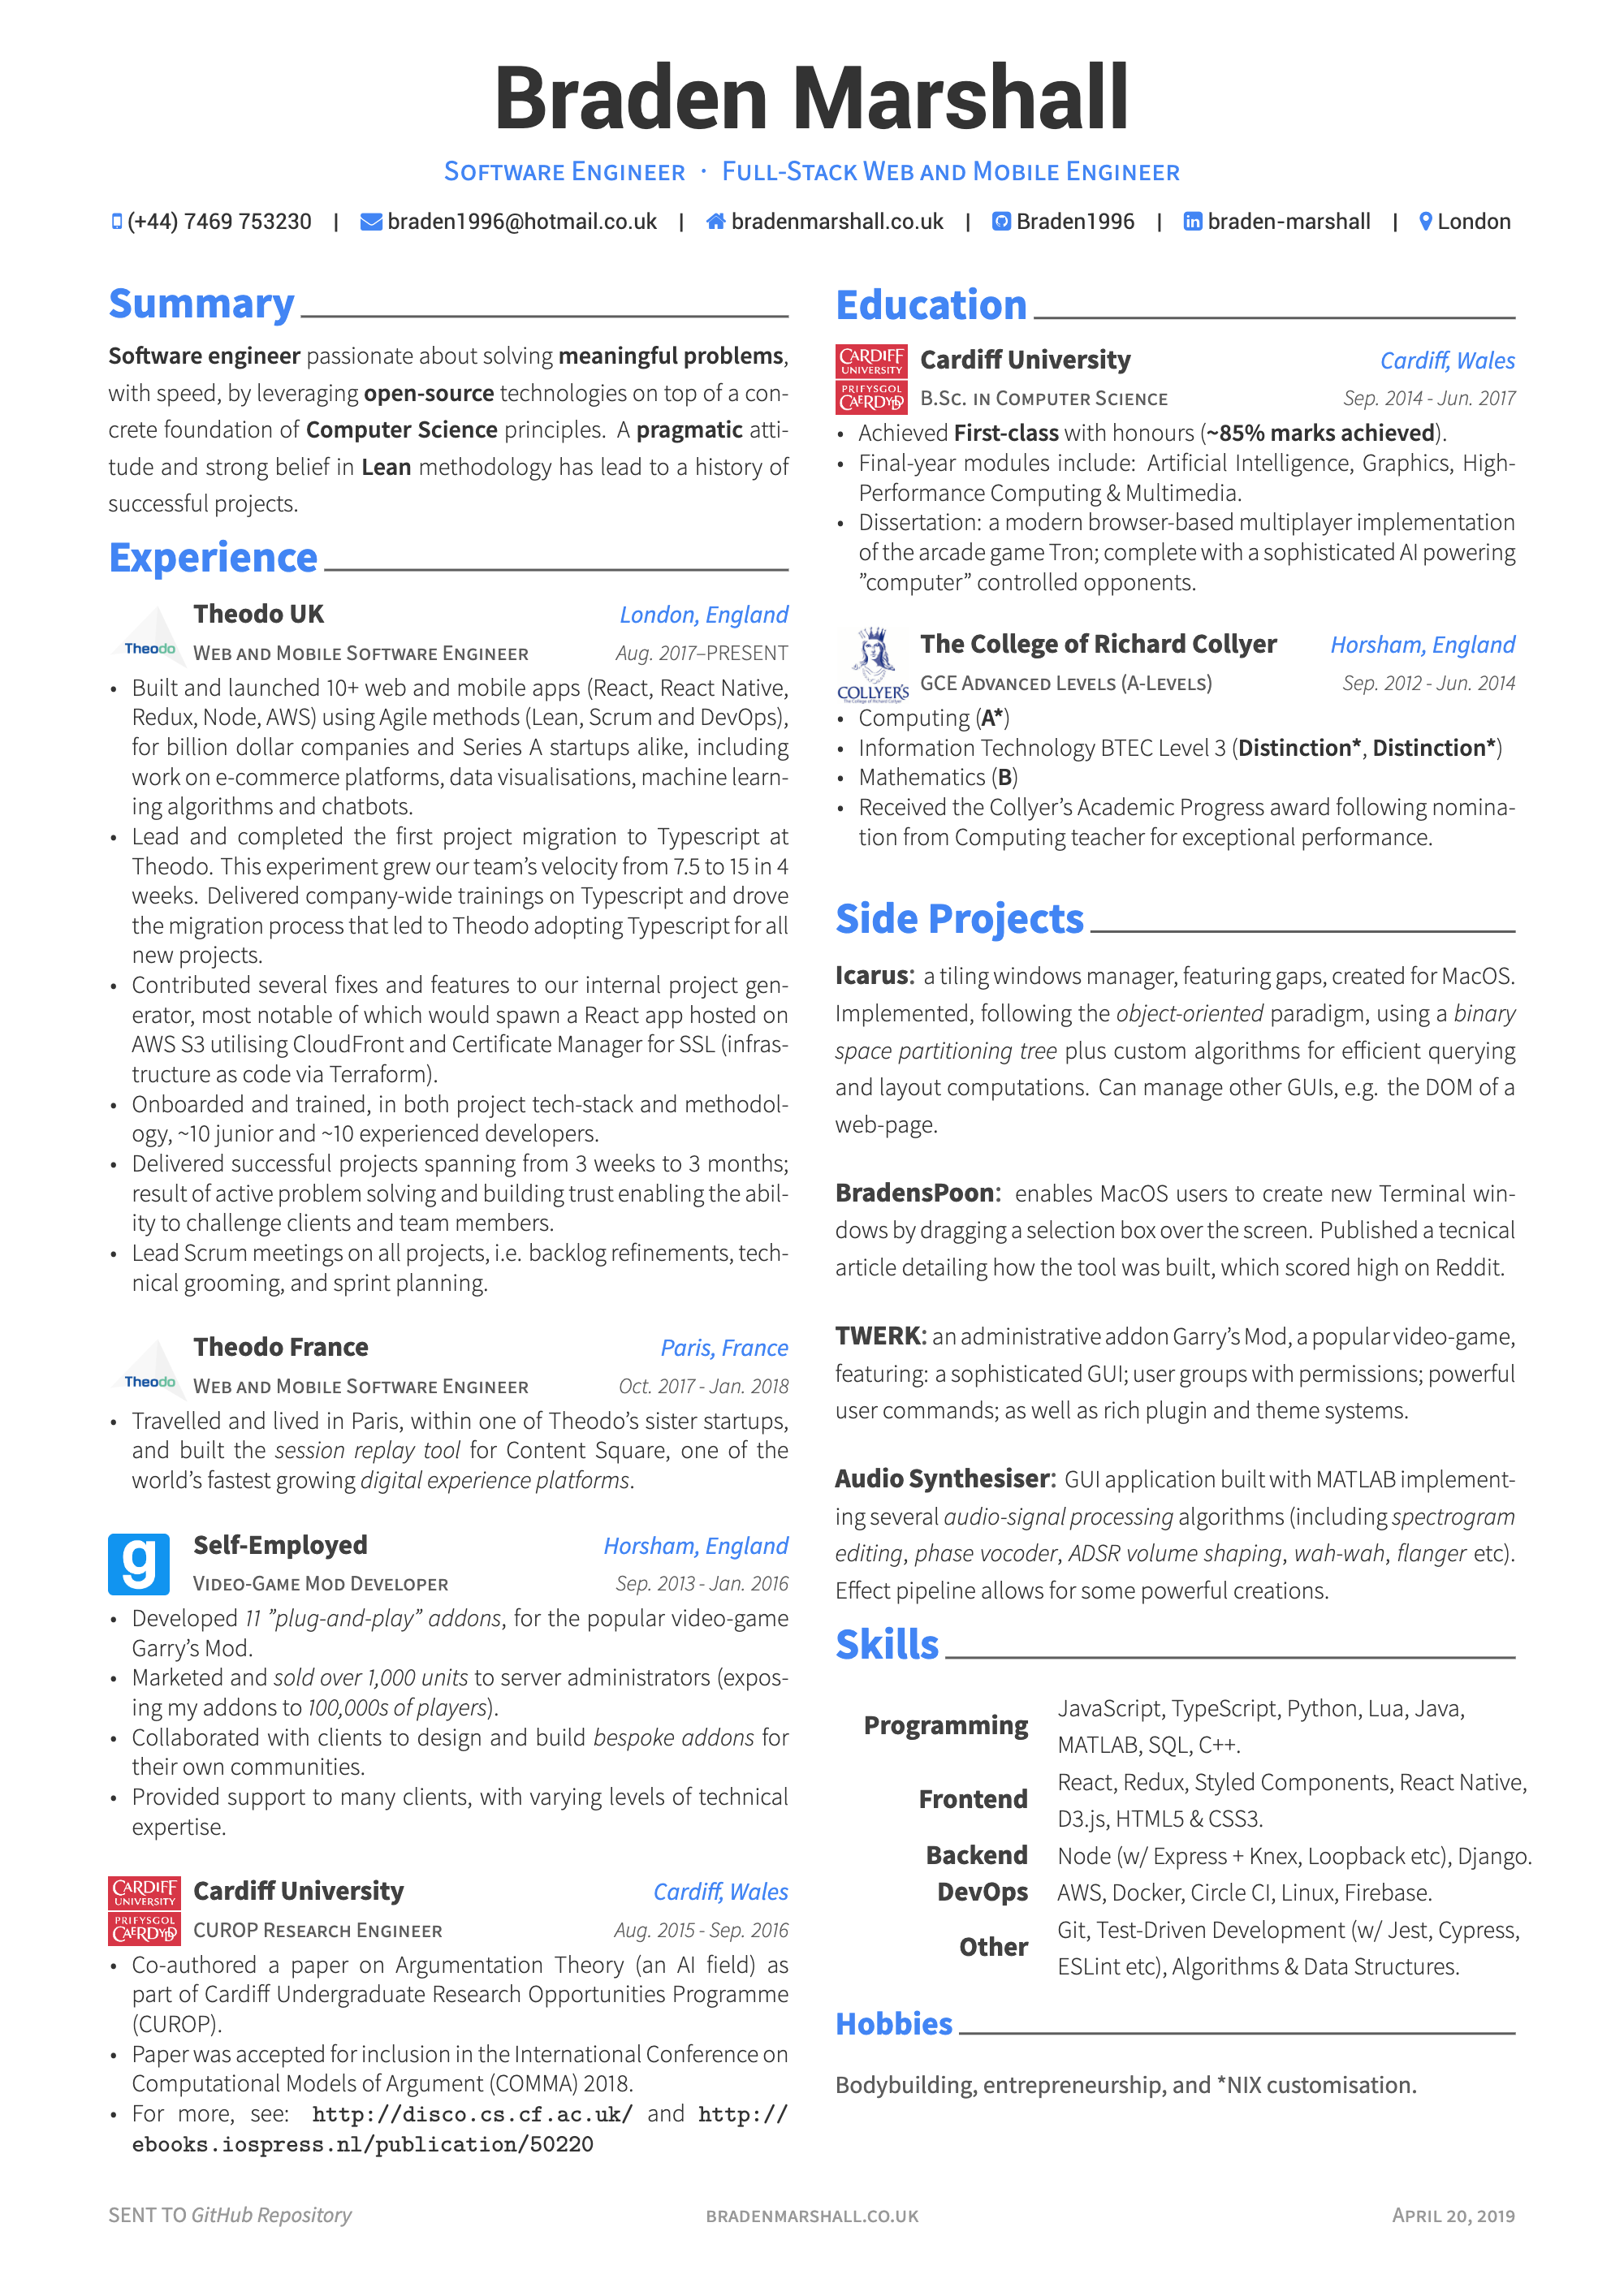 Braden Marshall
Software Engineer · Full-Stack Web and Mobile Engineer
(+44) 7469 753230 | braden1996@hotmail.co.uk | bradenmarshall.co.uk | Braden1996 | braden-marshall | London
Summary
Software engineer passionate about solving meaningful problems,
with speed, by leveraging open-source technologies on top of a con-
crete foundation of Computer Science principles. A pragmatic atti-
tude and strong belief in Lean methodology has lead to a history of
successful projects.
Experience
Theodo
Theodo UK London, England
Web and Mobile Software Engineer Aug. 2017–PRESENT
• Built and launched 10+ web and mobile apps (React, React Native,
Redux, Node, AWS) using Agile methods (Lean, Scrum and DevOps),
for billion dollar companies and Series A startups alike, including
work on e-commerce platforms, data visualisations, machine learn-
ing algorithms and chatbots.
• Lead and completed the first project migration to Typescript at
Theodo. This experiment grew our team's velocity from 7.5 to 15 in 4
weeks. Delivered company-wide trainings on Typescript and drove
the migration process that led to Theodo adopting Typescript for all
new projects.
• Contributed several fixes and features to our internal project gen-
erator, most notable of which would spawn a React app hosted on
AWS S3 utilising CloudFront and Certificate Manager for SSL (infras-
tructure as code via Terraform).
• Onboarded and trained, in both project tech-stack and methodol-
ogy, ~10 junior and ~10 experienced developers.
• Delivered successful projects spanning from 3 weeks to 3 months;
result of active problem solving and building trust enabling the abil-
ity to challenge clients and team members.
• Lead Scrum meetings on all projects, i.e. backlog refinements, tech-
nical grooming, and sprint planning.
Theodo
Theodo France Paris, France
Web and Mobile Software Engineer Oct. 2017 - Jan. 2018
• Travelled and lived in Paris, within one of Theodo's sister startups,
and built the session replay tool for Content Square, one of the
world's fastest growing digital experience platforms.
g
Self-Employed Horsham, England
Video-Game Mod Developer Sep. 2013 - Jan. 2016
• Developed 11 ”plug-and-play” addons, for the popular video-game
Garry's Mod.
• Marketed and sold over 1,000 units to server administrators (expos-
ing my addons to 100,000s of players).
• Collaborated with clients to design and build bespoke addons for
their own communities.
• Provided support to many clients, with varying levels of technical
expertise.
CARDIFF
UNIVERSITY
PRIFYSGOL
CAERDYDD
Cardiff University Cardiff, Wales
CUROP Research Engineer Aug. 2015 - Sep. 2016
• Co-authored a paper on Argumentation Theory (an AI field) as
part of Cardiff Undergraduate Research Opportunities Programme
(CUROP).
• Paper was accepted for inclusion in the International Conference on
Computational Models of Argument (COMMA) 2018.
• For more, see: http://disco.cs.cf.ac.uk/ and http://
ebooks.iospress.nl/publication/50220
Education
CARDIFF
UNIVERSITY
PRIFYSGOL
CAERDYDD
Cardiff University Cardiff, Wales
B.Sc. in Computer Science Sep. 2014 - Jun. 2017
• Achieved First-class with honours (~85% marks achieved).
• Final-year modules include: Artificial Intelligence, Graphics, High-
Performance Computing & Multimedia.
• Dissertation: a modern browser-based multiplayer implementation
of the arcade game Tron; complete with a sophisticated AI powering
”computer” controlled opponents.
COLLYER'S
The College of Richard Collyer
The College of Richard Collyer Horsham, England
GCE Advanced Levels (A-Levels) Sep. 2012 - Jun. 2014
• Computing (A*)
• Information Technology BTEC Level 3 (Distinction*, Distinction*)
• Mathematics (B)
• Received the Collyer's Academic Progress award following nomina-
tion from Computing teacher for exceptional performance.
Side Projects
Icarus: a tiling windows manager, featuring gaps, created for MacOS.
Implemented, following the object-oriented paradigm, using a binary
space partitioning tree plus custom algorithms for efficient querying
and layout computations. Can manage other GUIs, e.g. the DOM of a
web-page.
BradensPoon: enables MacOS users to create new Terminal win-
dows by dragging a selection box over the screen. Published a tecnical
article detailing how the tool was built, which scored high on Reddit.
TWERK: an administrative addon Garry's Mod, a popular video-game,
featuring: a sophisticated GUI; user groups with permissions; powerful
user commands; as well as rich plugin and theme systems.
Audio Synthesiser: GUI application built with MATLAB implement-
ing several audio-signal processing algorithms (including spectrogram
editing, phase vocoder, ADSR volume shaping, wah-wah, flanger etc).
Effect pipeline allows for some powerful creations.
Skills
Programming JavaScript, TypeScript, Python, Lua, Java,
MATLAB, SQL, C++.
Frontend React, Redux, Styled Components, React Native,
D3.js, HTML5 & CSS3.
Backend Node (w/ Express + Knex, Loopback etc), Django.
DevOps AWS, Docker, Circle CI, Linux, Firebase.
Other Git, Test-Driven Development (w/ Jest, Cypress,
ESLint etc), Algorithms & Data Structures.
Hobbies
Bodybuilding, entrepreneurship, and *NIX customisation.
SENT TO GitHub Repository bradenmarshall.co.uk April 20, 2019